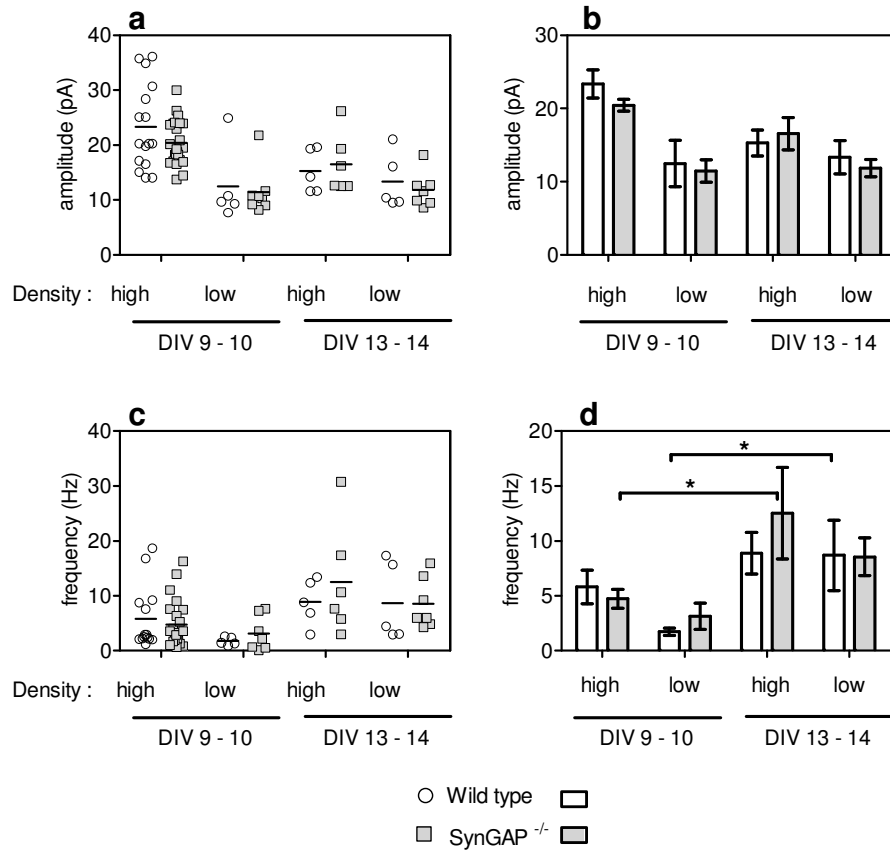 a
b
amplitude (pA)
40
30
20
10
0
amplitude (pA)
30
20
10
0
Density : high low high low
DIV 9 - 10 DIV 13 - 14
high low high low
DIV 9 - 10 DIV 13 - 14
c
d
frequency (Hz)
40
30
20
10
0
frequency (Hz)
20
15
10
5
0
*
*
Density : high low high low
DIV 9 - 10 DIV 13 - 14
high low high low
DIV 9 - 10 DIV 13 - 14
Wild type
SynGAP -/-